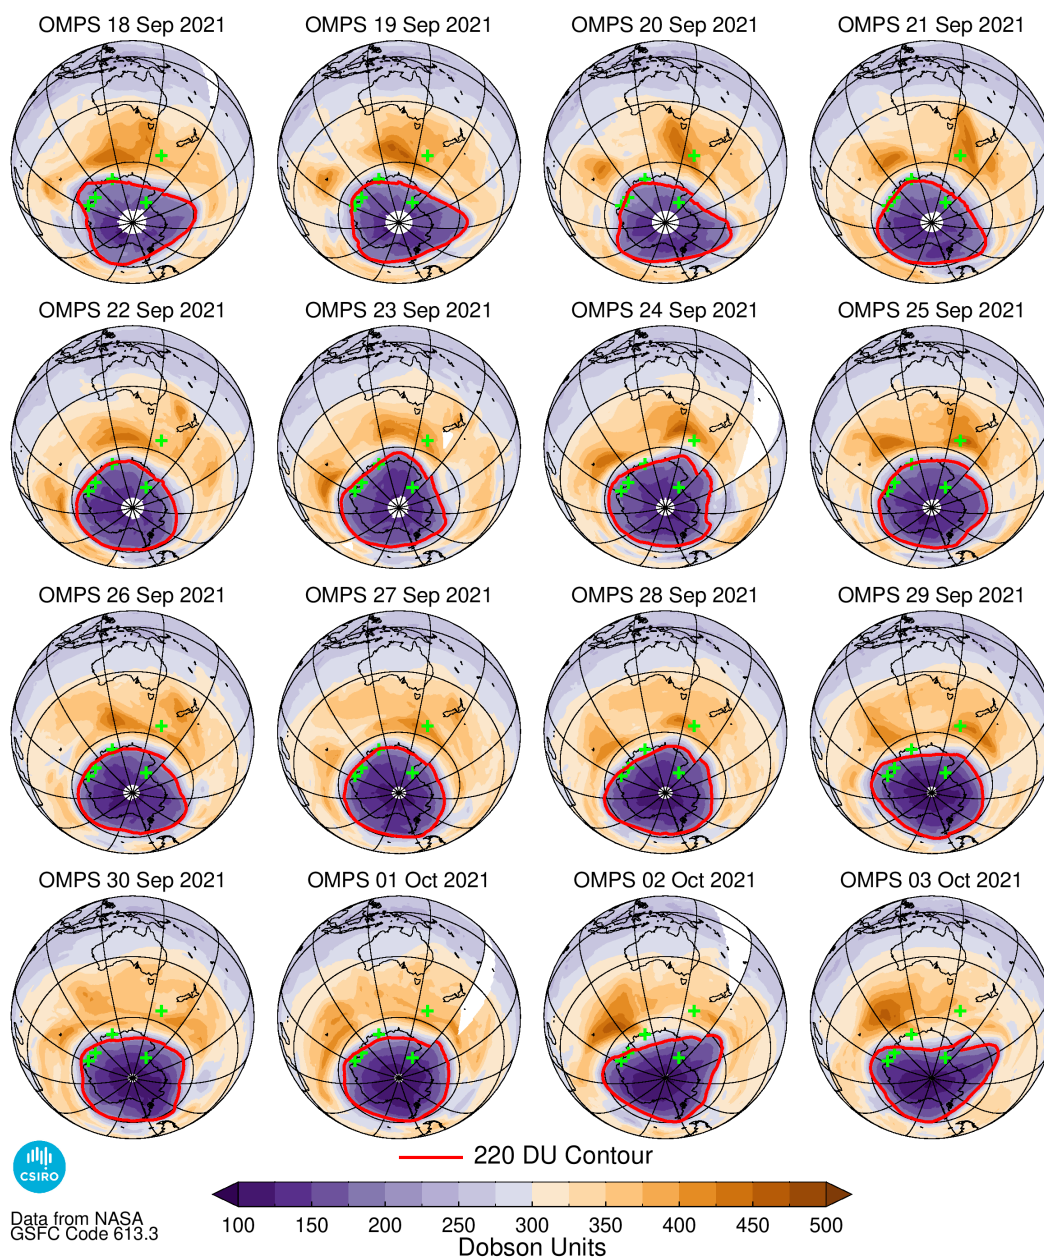 OMPS 18 Sep 2021
OMPS 19 Sep 2021
OMPS 20 Sep 2021
OMPS 21 Sep 2021
OMPS 22 Sep 2021
OMPS 23 Sep 2021
OMPS 24 Sep 2021
OMPS 25 Sep 2021
OMPS 26 Sep 2021
OMPS 27 Sep 2021
OMPS 28 Sep 2021
OMPS 29 Sep 2021
OMPS 30 Sep 2021
OMPS 01 Oct 2021
OMPS 02 Oct 2021
OMPS 03 Oct 2021
220 DU Contour
CSIRO
Data from NASA
GSFC Code 613.3
100 150 200 250 300 350 400 450 500
Dobson Units